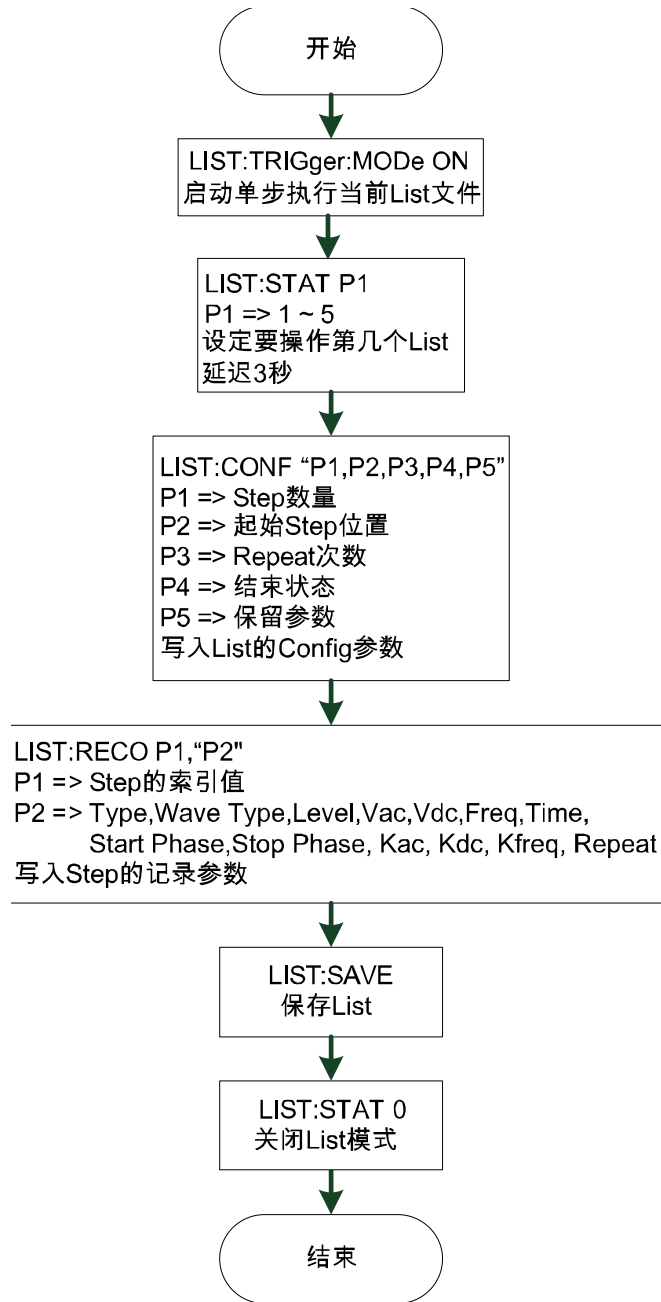 开始
LIST:TRIGger:MODe ON
启动单步执行当前List文件
LIST:STAT P1
P1 => 1 ~ 5
设定要操作第几个List
延迟3秒
LIST:CONF “P1,P2,P3,P4,P5”
P1 => Step数量
P2 => 起始Step位置
P3 => Repeat次数
P4 => 结束状态
P5 => 保留参数
写入List的Config参数
LIST:RECO P1,“P2"
P1 => Step的索引值
P2 => Type,Wave Type,Level,Vac,Vdc,Freq,Time,
Start Phase,Stop Phase, Kac, Kdc, Kfreq, Repeat
写入Step的记录参数
LIST:SAVE
保存List
LIST:STAT 0
关闭List模式
结束